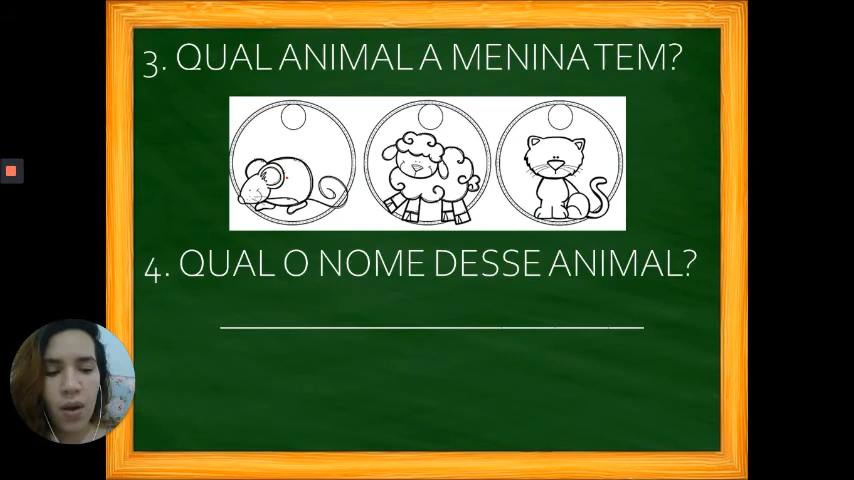 3. QUAL ANIMAL A MENINA TEM?
4. QUAL O NOME DESSE ANIMAL?